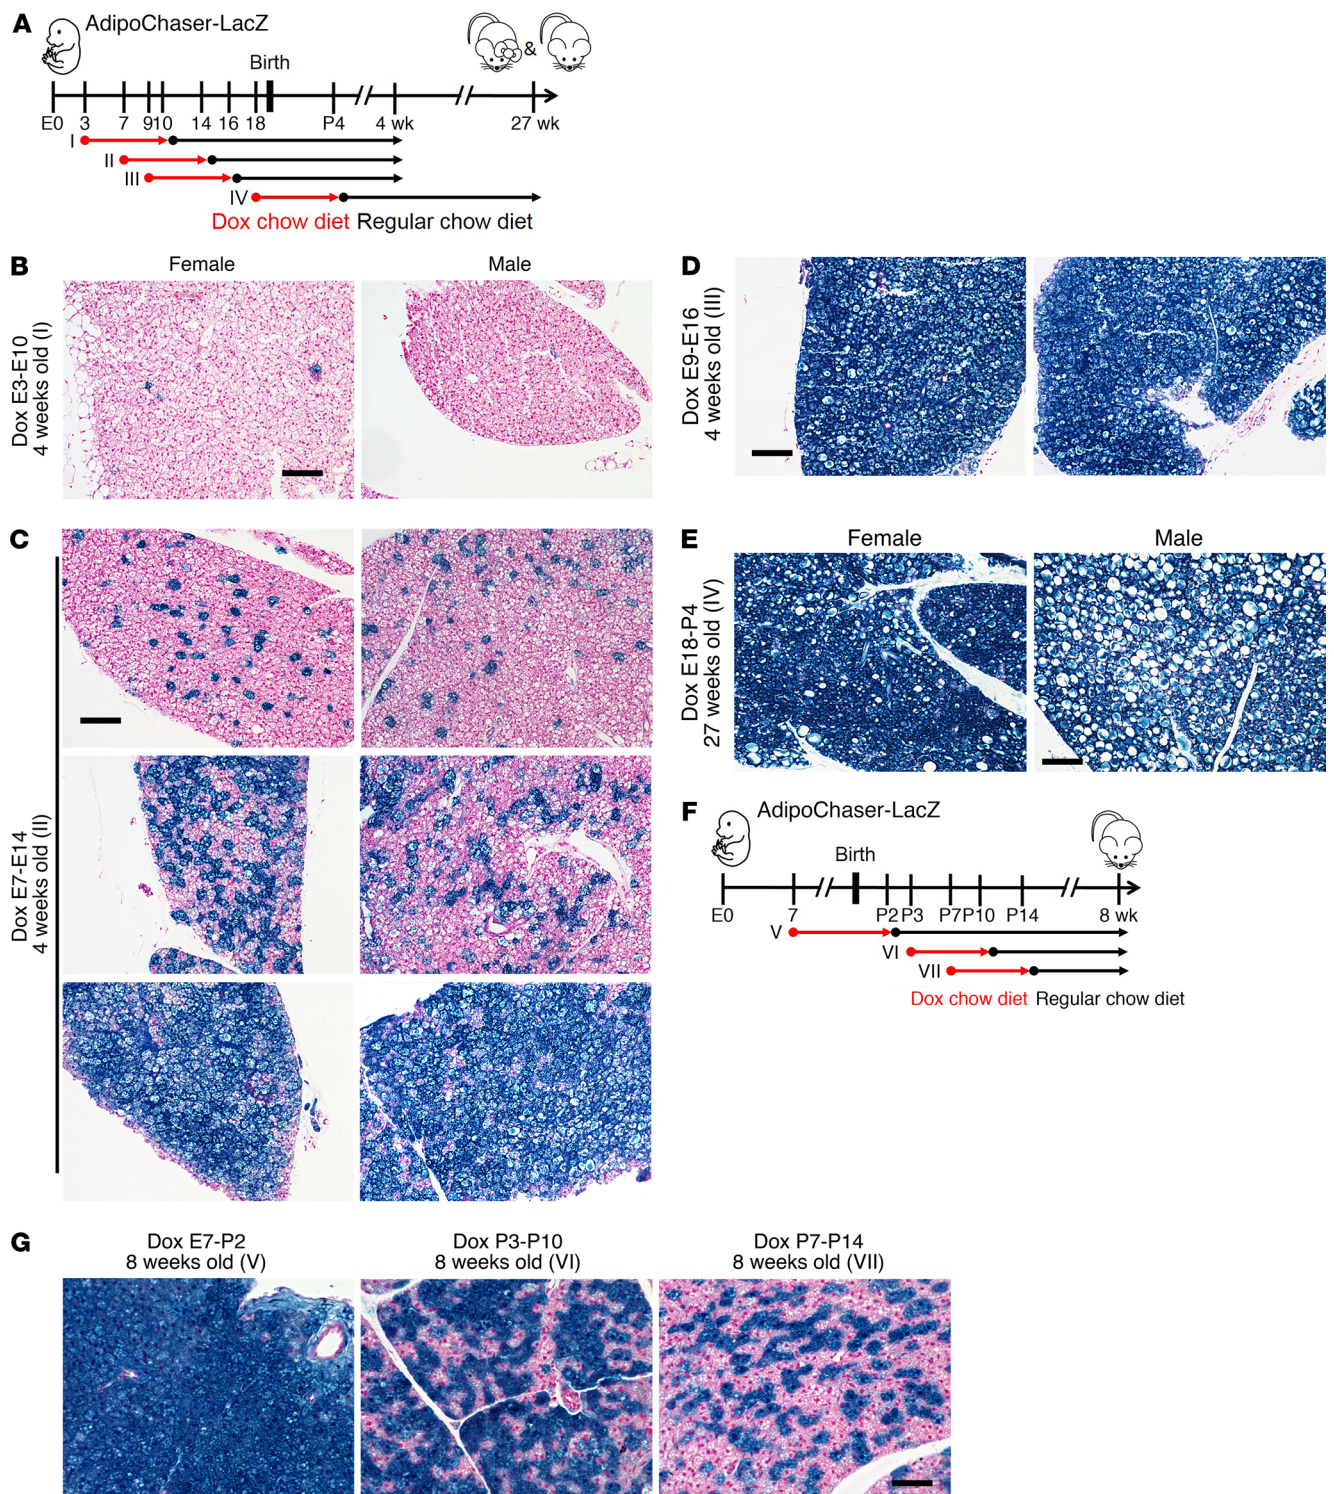 A
AdipoChaser-LacZ
&
Birth
E0 3 7 9 10 14 16 18 P4 4 wk 27 wk
I
II
III
IV
Dox chow diet Regular chow diet
B
Female Male
Dox E3-E10
4 weeks old (I)
C
Dox E7-E14
4 weeks old (II)
D
Dox E9-E16
4 weeks old (III)
E
Female Male
Dox E18-P4
27 weeks old (IV)
F
AdipoChaser-LacZ
Birth
E0 7 P2 P3 P7 P10 P14 8 wk
V
VI
VII
Dox chow diet Regular chow diet
G
Dox E7-P2
8 weeks old (V)
Dox P3-P10
8 weeks old (VI)
Dox P7-P14
8 weeks old (VII)